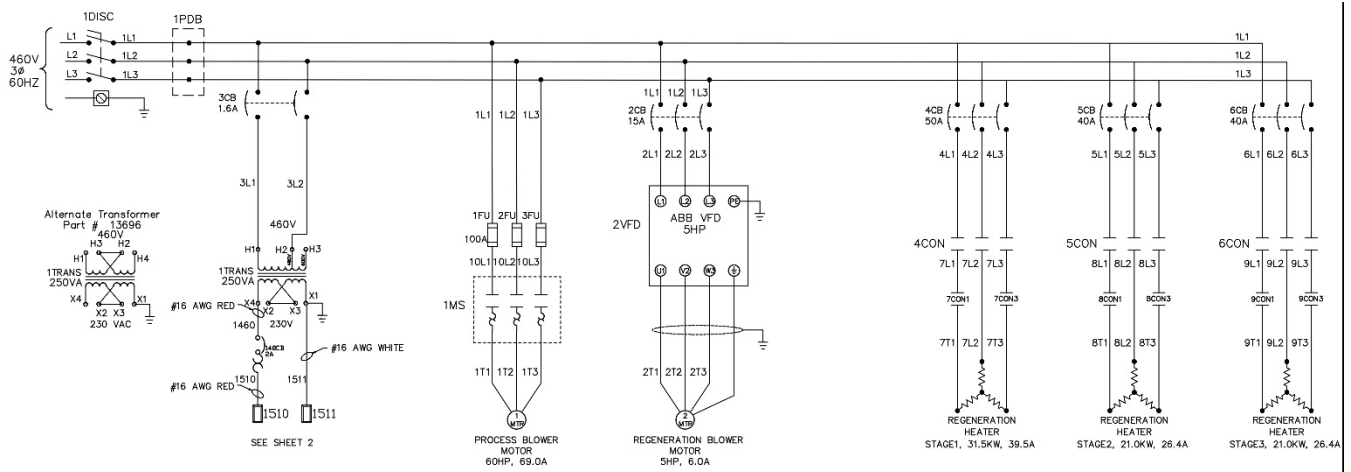 1DISC
1PDB
L1
1L1
1L1
L2
1L2
1L2
L3
1L3
1L3
460V
3ø
60HZ
3CB
1.6A
3L1
3L2
460V
H1
H2
H3
1TRANS
250VA
X4
X2
X3
X1
230V
#16 AWG RED
1460
2A
#16 AWG WHITE
1510
1511
#16 AWG RED
1510
1511
SEE SHEET 2
Alternate Transformer
Part # 13696
460V
H3 H2
H1
H4
1TRANS
250VA
X4
X1
X2 X3
230 VAC
1L1 1L2 1L3
1FU 2FU 3FU
100A
10L1 10L2 10L3
1MS
1T1 1T2 1T3
1
MTR
PROCESS BLOWER
MOTOR
60HP, 69.0A
1L1 1L2 1L3
2CB
15A
2L1 2L2 2L3
L1 L2 L3 PE
ABB VFD
5HP
2VFD
U1 V2 W3
2T1 2T2 2T3
2
MTR
REGENERATION BLOWER
MOTOR
5HP, 6.0A
4CB
50A
4L1 4L2 4L3
4CON
7L1 7L2 7L3
7CON1 7CON3
7T1 7L2 7T3
REGENERATION
HEATER
STAGE1, 31.5KW, 39.5A
5CB
40A
5L1 5L2 5L3
5CON
8L1 8L2 8L3
8CON1 8CON3
8T1 8L2 8T3
REGENERATION
HEATER
STAGE2, 21.0KW, 26.4A
6CB
40A
6L1 6L2 6L3
6CON
9L1 9L2 9L3
9CON1 9CON3
9T1 9L2 9T3
REGENERATION
HEATER
STAGE3, 21.0KW, 26.4A